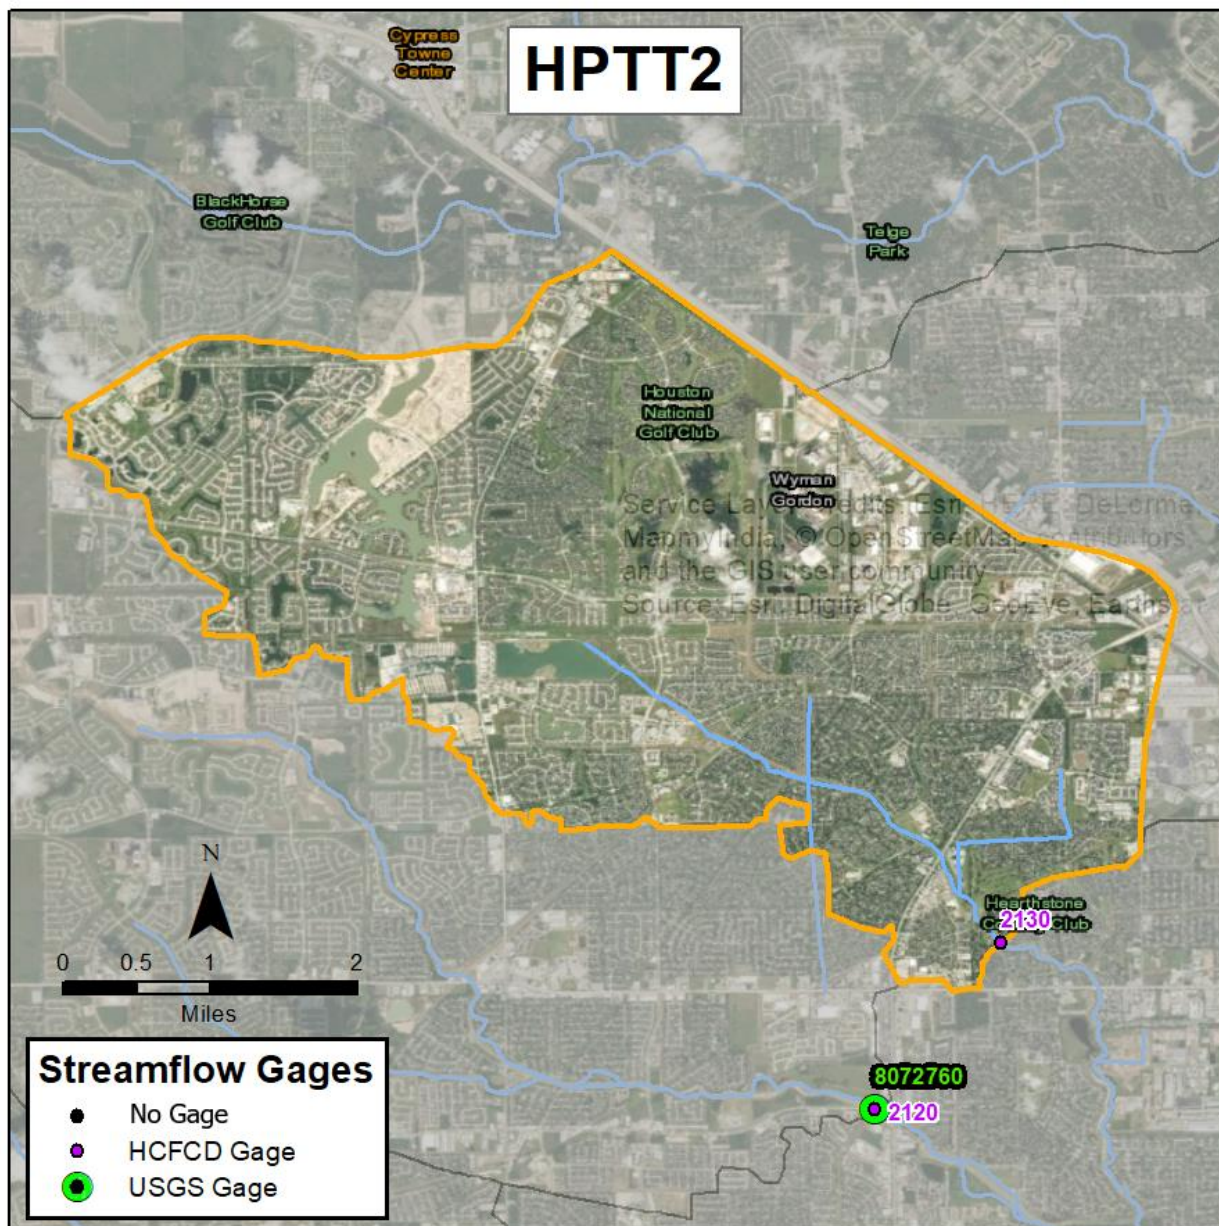 Cypress
Towne
Center
HPTT2
BlackHorse
Golf Club
Telge
Park
Houston
National
Golf Club
Wyman
Gordon
Service Layer Credits: Esri DeLorme
MapmyIndia, © OpenStreetMap contributors
and the GIS user community
Source: Esri, DigitalGlobe, GeoEye,
Hearthstone
Country Club
2130
N
0 0.5 1 2
Miles
8072760
2120
Streamflow Gages
No Gage
HCFCD Gage
USGS Gage